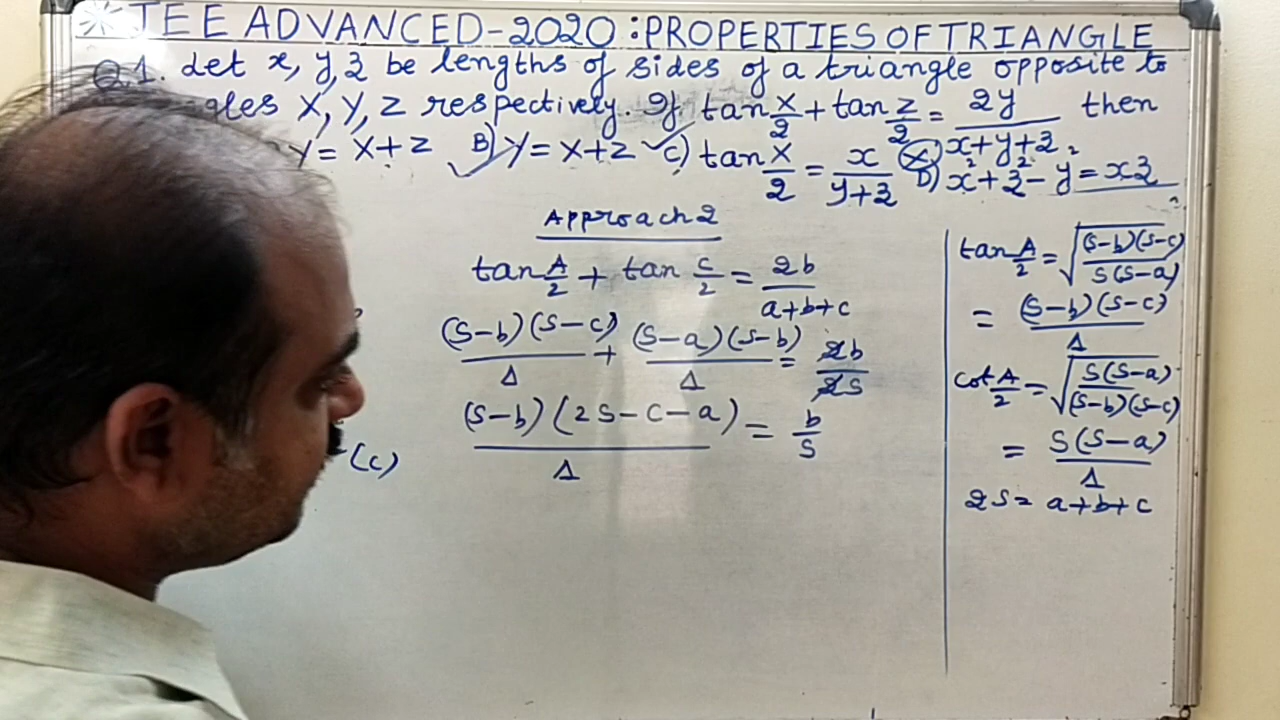 * JEE ADVANCED-2020: PROPERTIES OF TRIANGLE
Q.1. Let x, y, z be lengths of sides of a triangle opposite to
X, Y, Z respectively. If tan X/2 + tan Z/2 = 2y/(x+y+z) then
Y = X+Z B) Y = X+Z ✓ C) tan X/2 = x/(y+z) D) x²+z²-y² = xz
Approach 2
tan A/2 + tan C/2 = 2b/(a+b+c)
(S-b)(S-c)/Δ + (S-a)(S-b)/Δ = 2b/2S
(S-b)(2S-c-a)/Δ = b/S
(C)
tan A/2 = √((S-b)(S-c)/S(S-a))
= (S-b)(S-c)/Δ
cot A/2 = √(S(S-a)/(S-b)(S-c))
= S(S-a)/Δ
2S = a+b+c